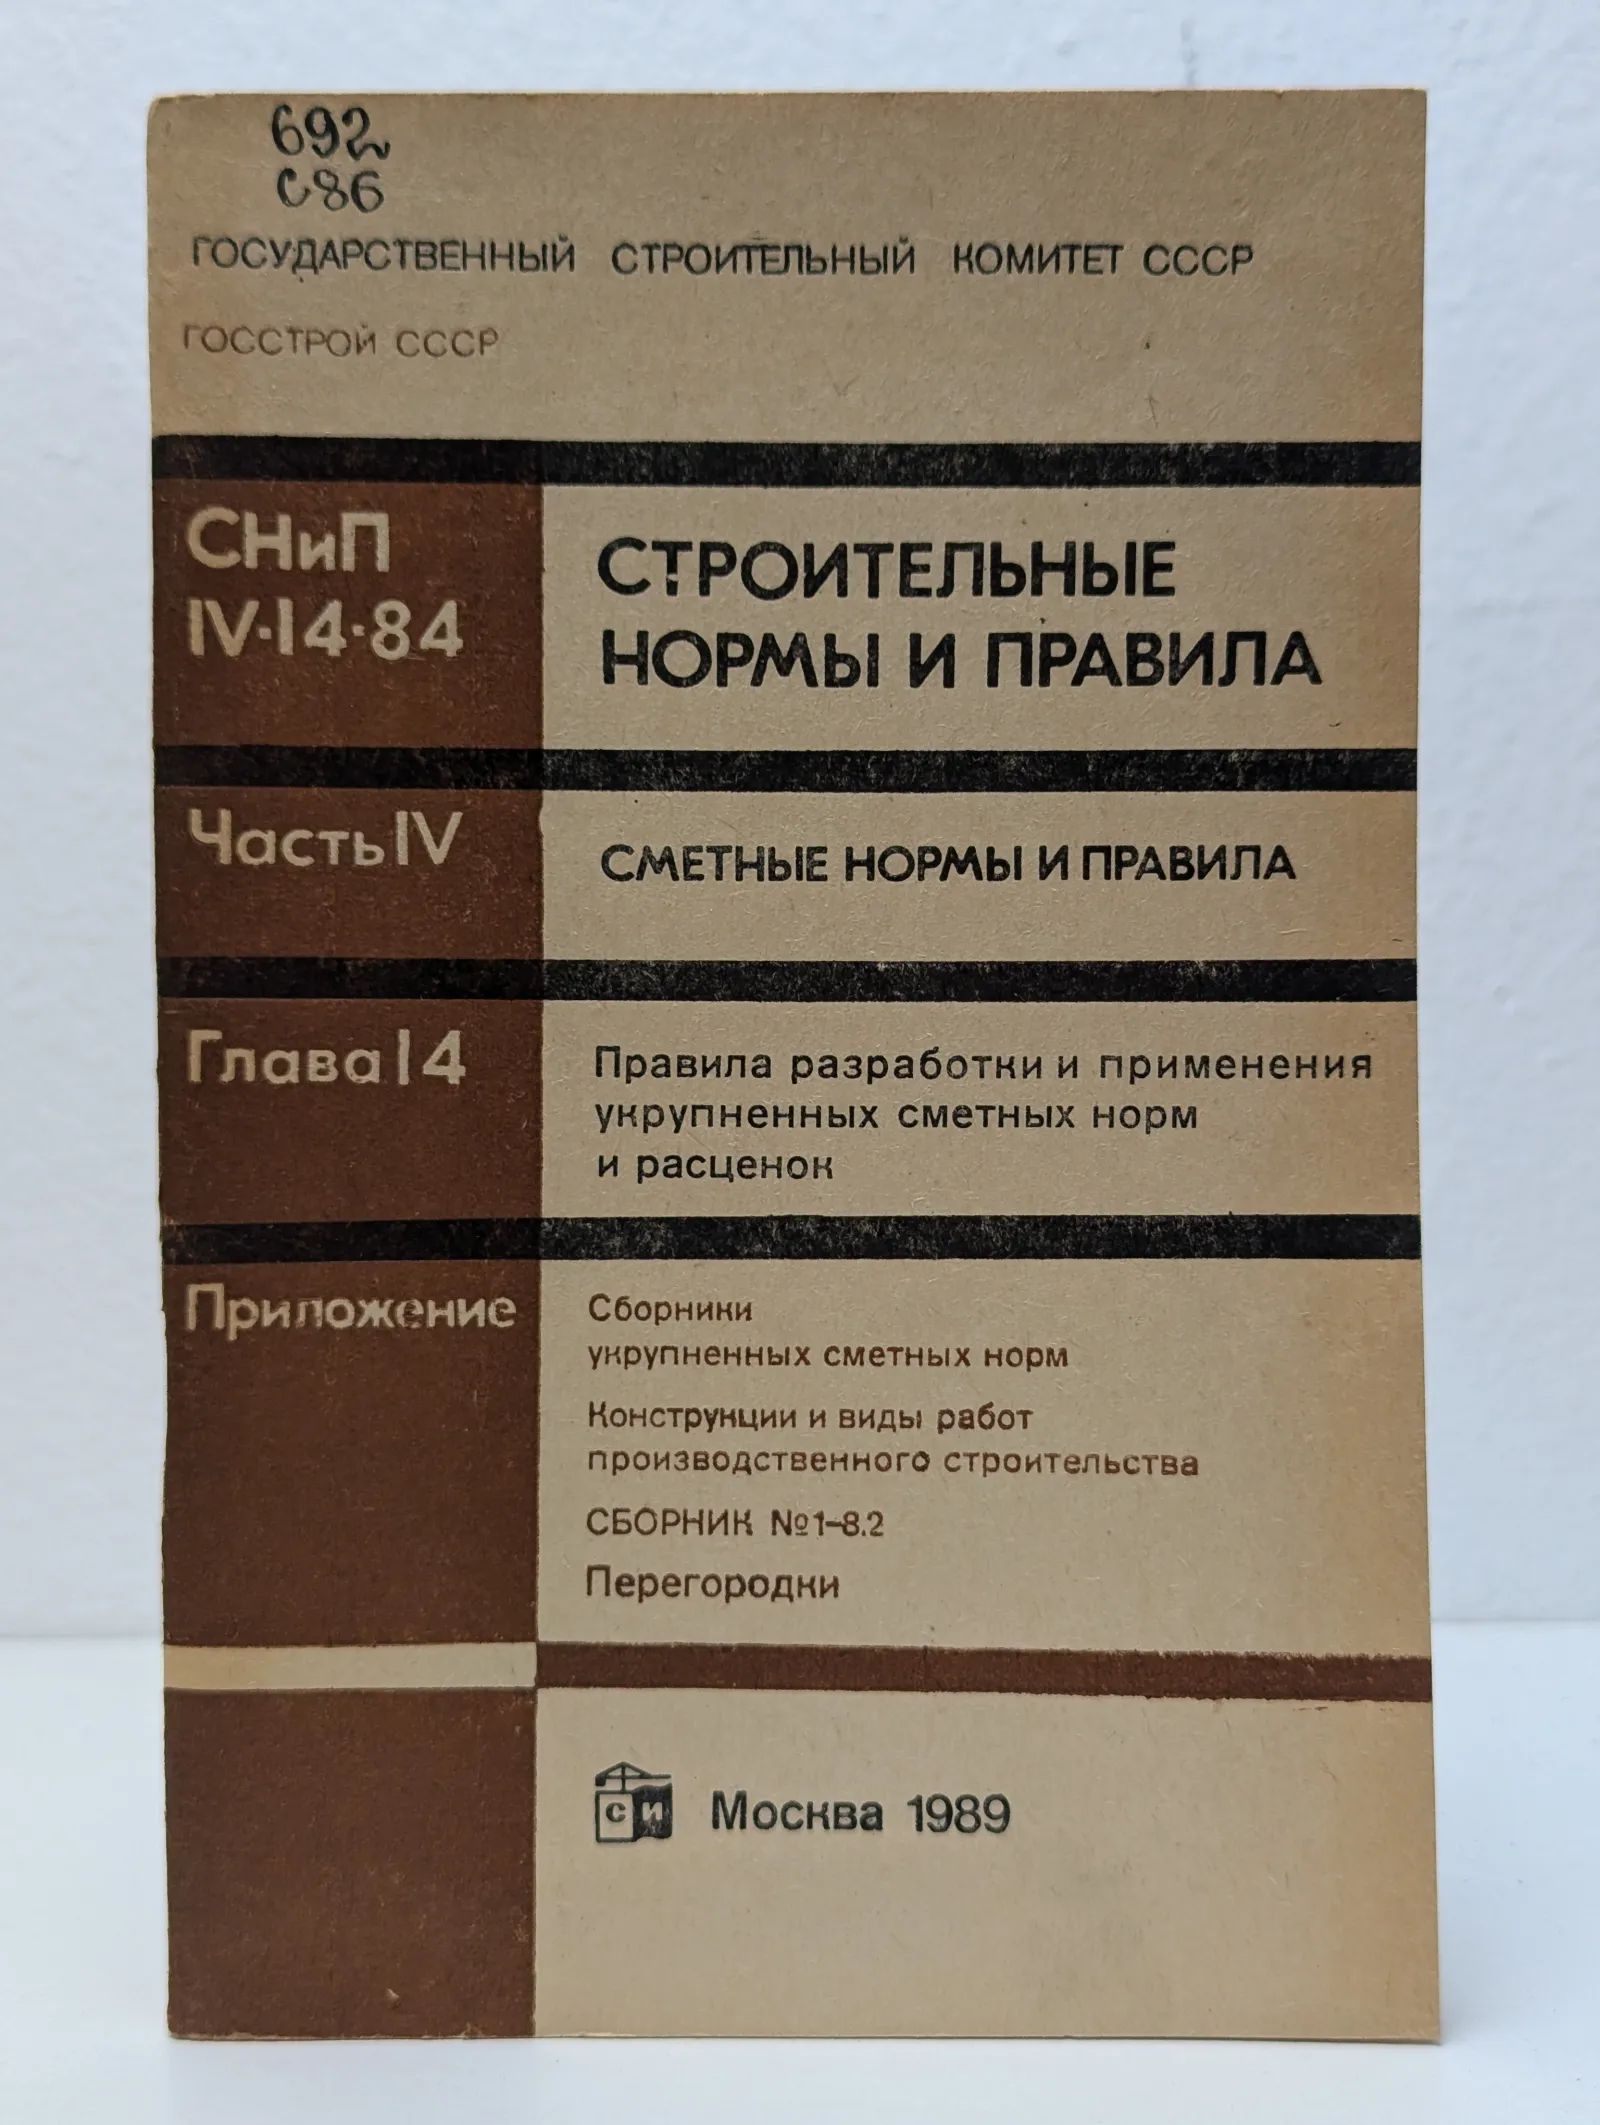 692
С86
ГОСУДАРСТВЕННЫЙ СТРОИТЕЛЬНЫЙ КОМИТЕТ СССР
ГОССТРОЙ СССР
СНиП
IV·14·84
СТРОИТЕЛЬНЫЕ
НОРМЫ И ПРАВИЛА
Часть IV
СМЕТНЫЕ НОРМЫ И ПРАВИЛА
Глава 14
Правила разработки и применения
укрупненных сметных норм
и расценок
Приложение
Сборники
укрупненных сметных норм
Конструкции и виды работ
производственного строительства
СБОРНИК №1-8.2
Перегородки
СИ
Москва 1989